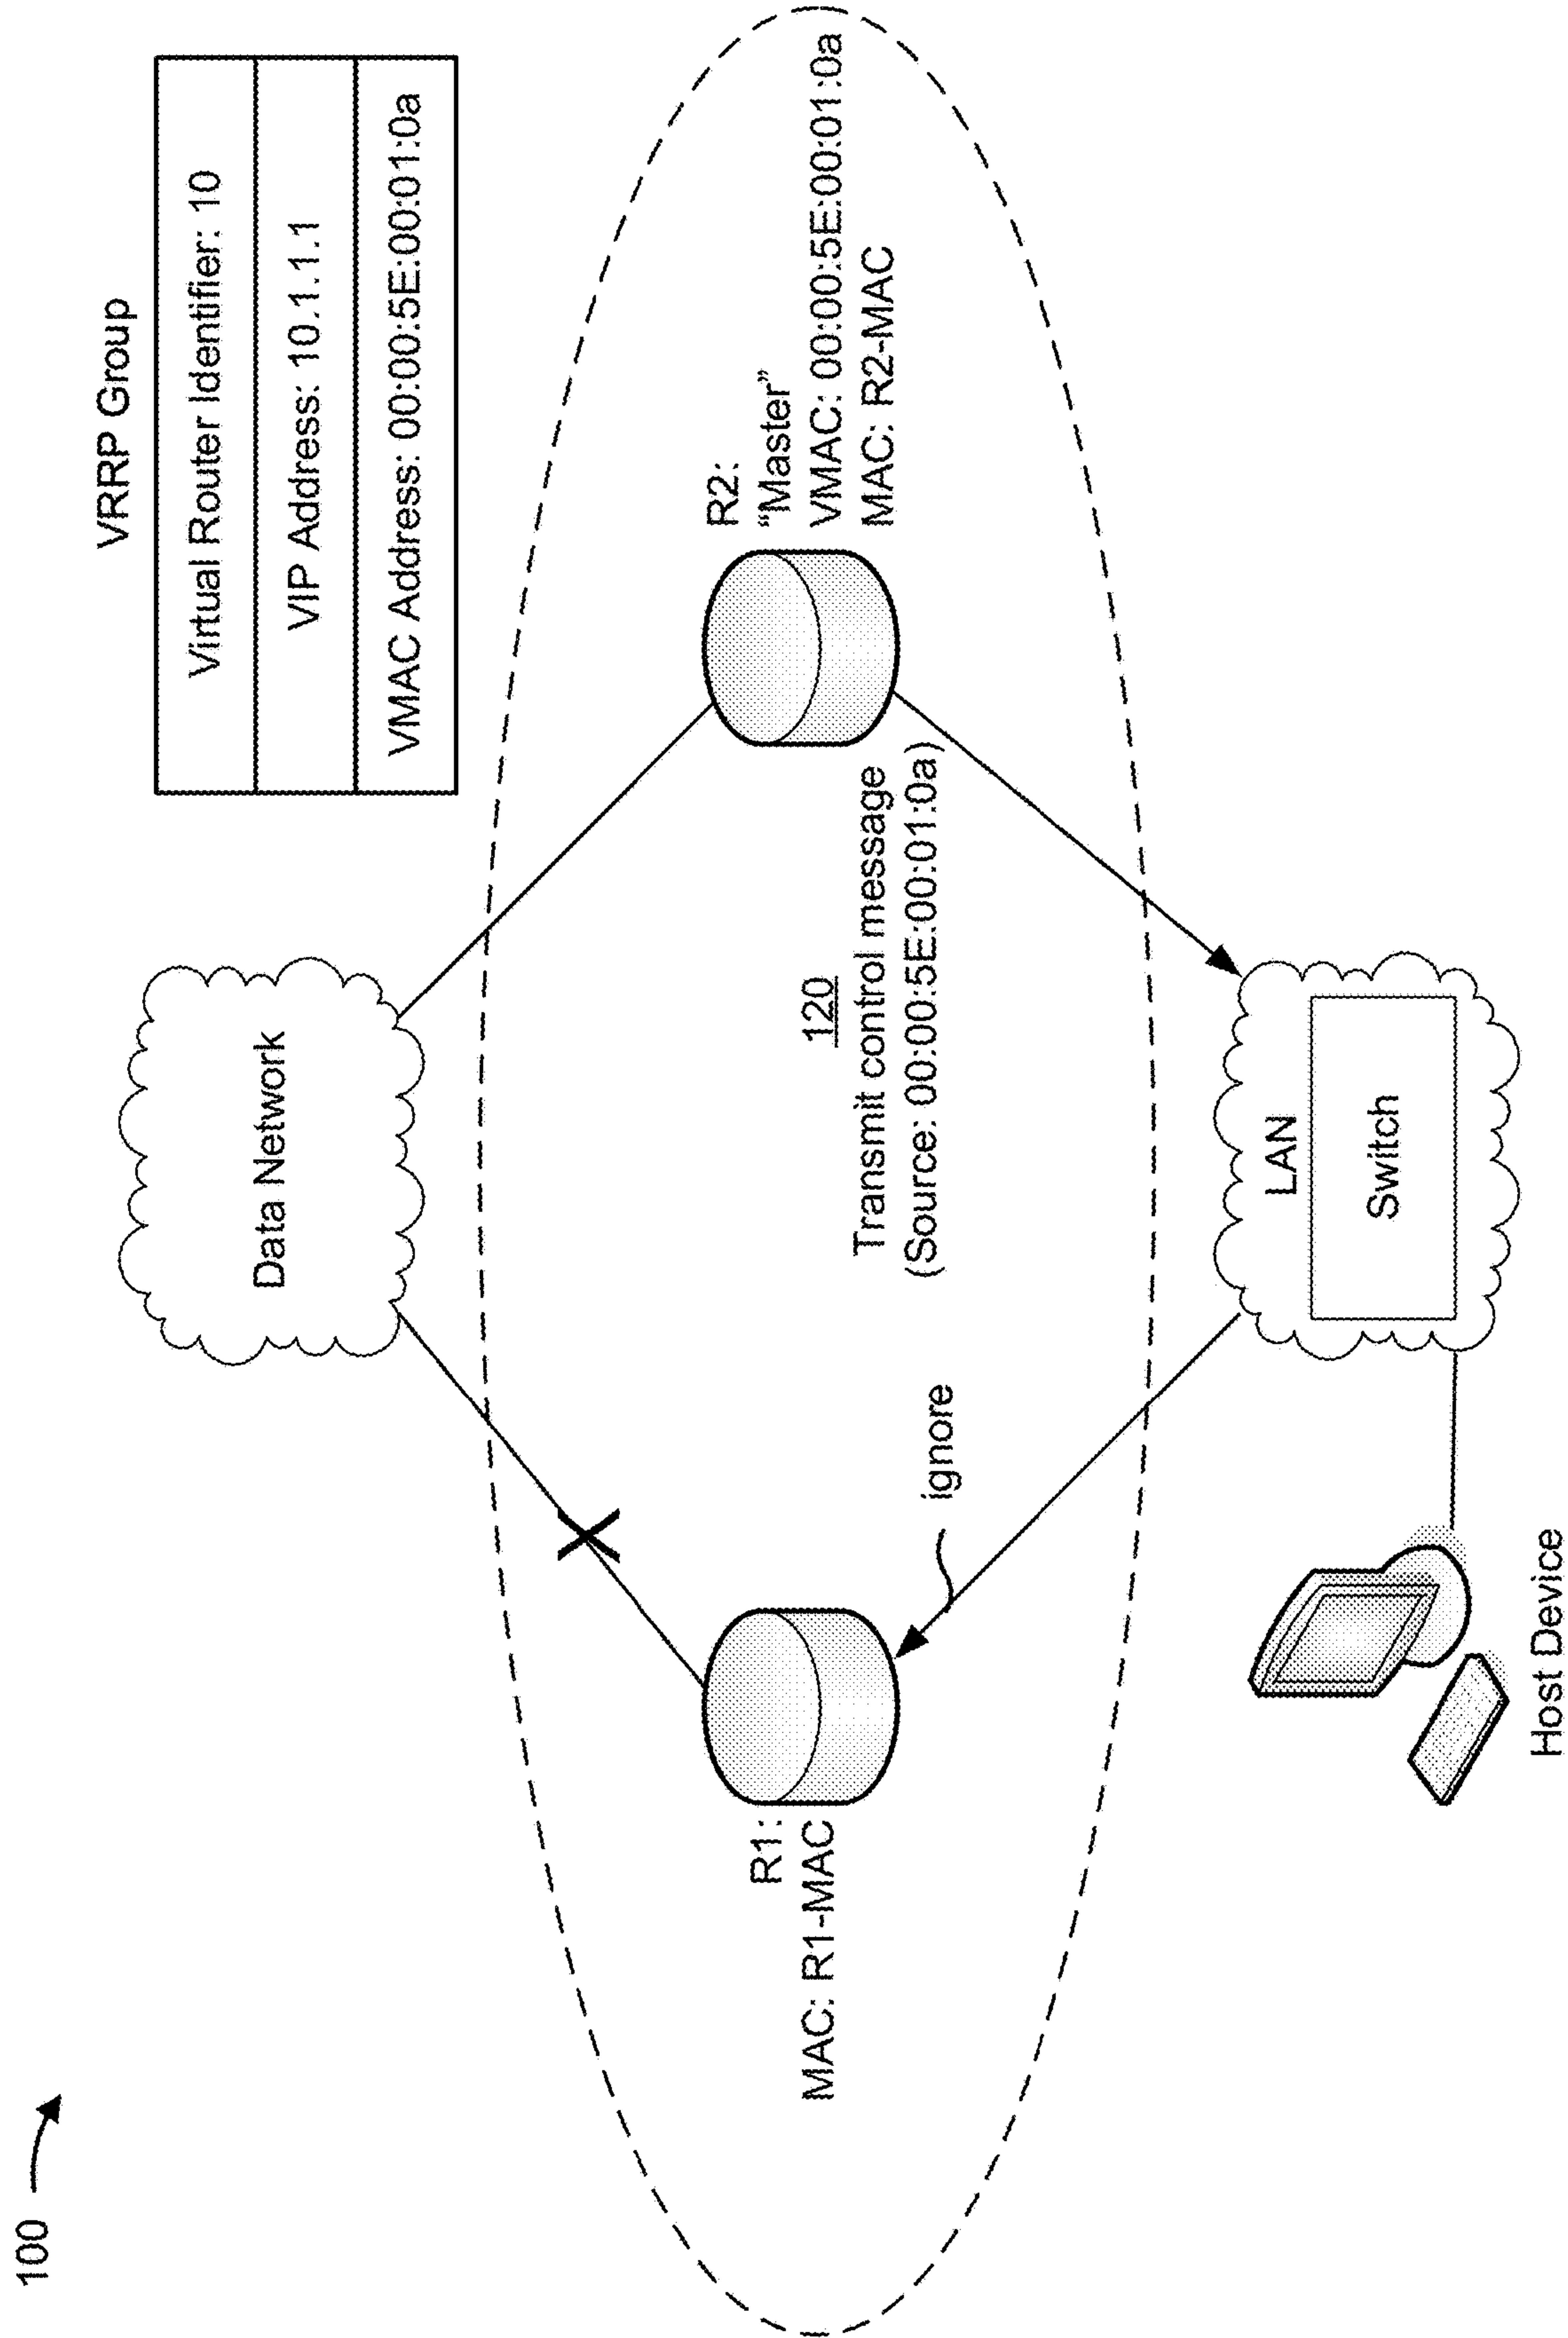 100
VRRP Group
Virtual Router Identifier: 10
VIP Address: 10.1.1.1
VMAC Address: 00:00:5E:00:01:0a
Data Network
R1:
MAC: R1-MAC
R2:
“Master”
VMAC: 00:00:5E:00:01:0a
MAC: R2-MAC
120
Transmit control message
(Source: 00:00:5E:00:01:0a)
ignore
LAN
Switch
Host Device